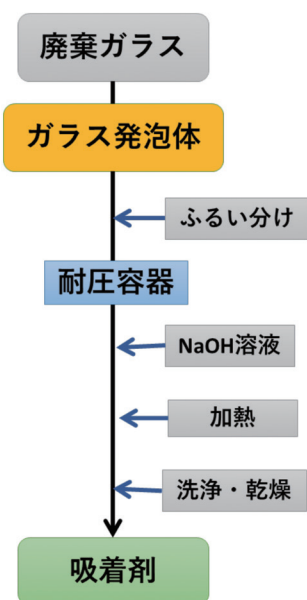 廃棄ガラス
ガラス発泡体
ふるい分け
耐圧容器
NaOH溶液
加熱
洗浄・乾燥
吸着剤